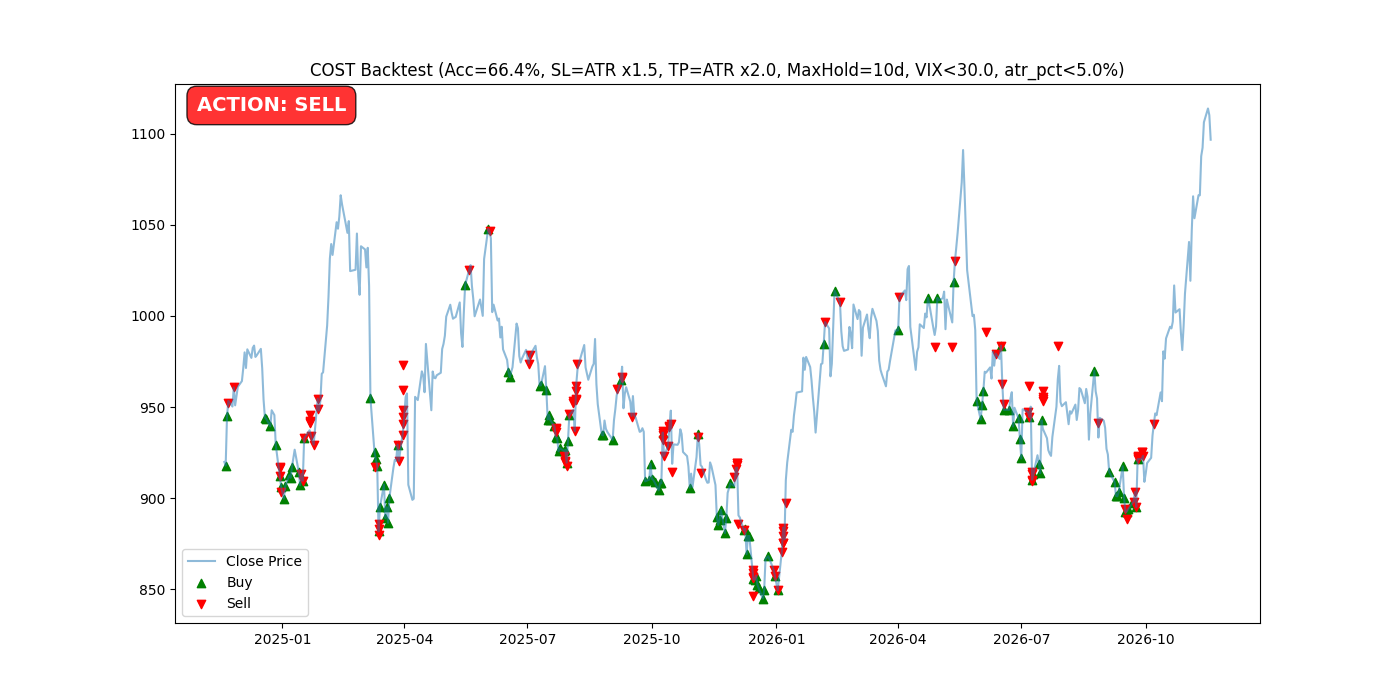 COST Backtest (Acc=66.4%, SL=ATR x1.5, TP=ATR x2.0, MaxHold=10d, VIX<30.0, atr_pct<5.0%)
ACTION: SELL
1100
1050
1000
950
900
850
Close Price
Buy
Sell
2025-01
2025-04
2025-07
2025-10
2026-01
2026-04
2026-07
2026-10